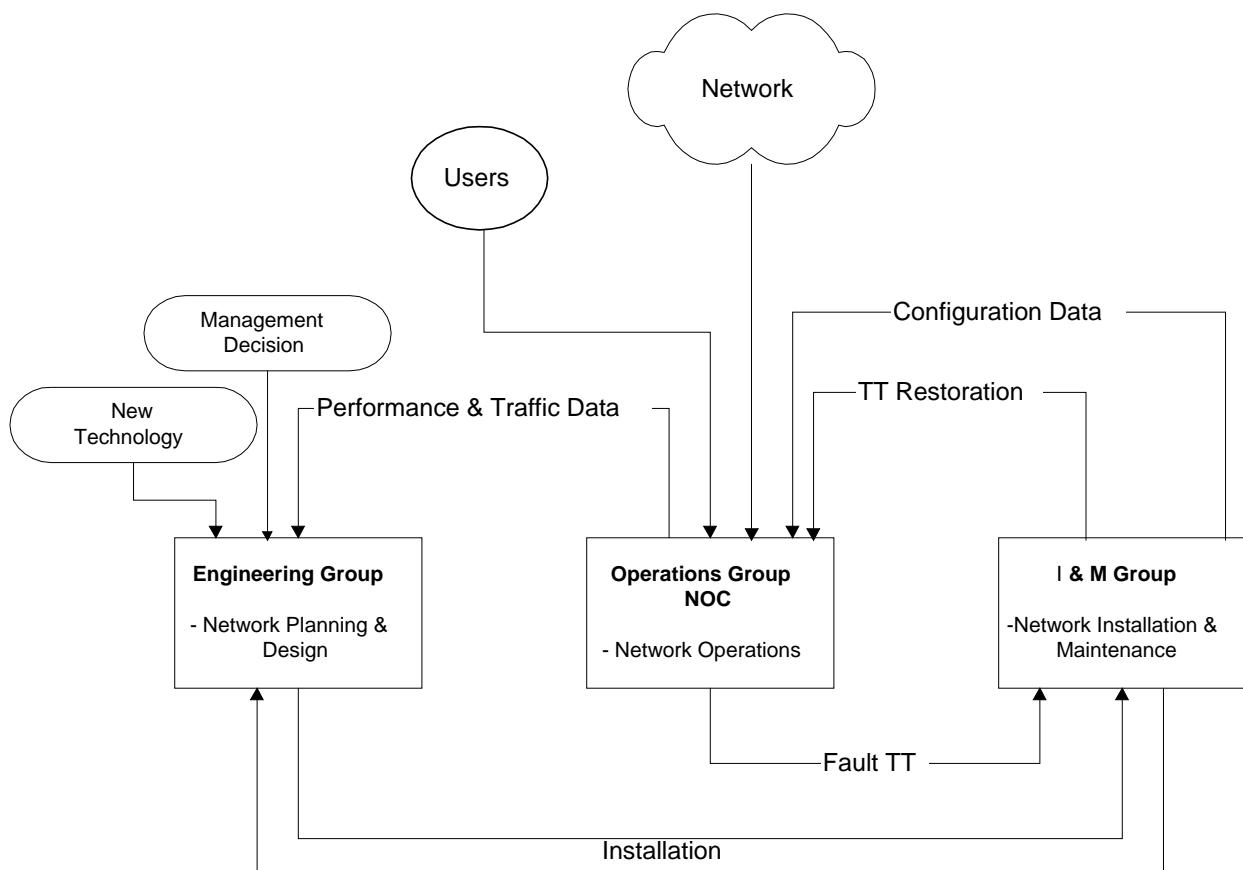 Network
Users
Management
Decision
New
Technology
Configuration Data
TT Restoration
Performance & Traffic Data
Engineering Group
- Network Planning &
Design
Operations Group
NOC
- Network Operations
I & M Group
-Network Installation &
Maintenance
Fault TT
Installation